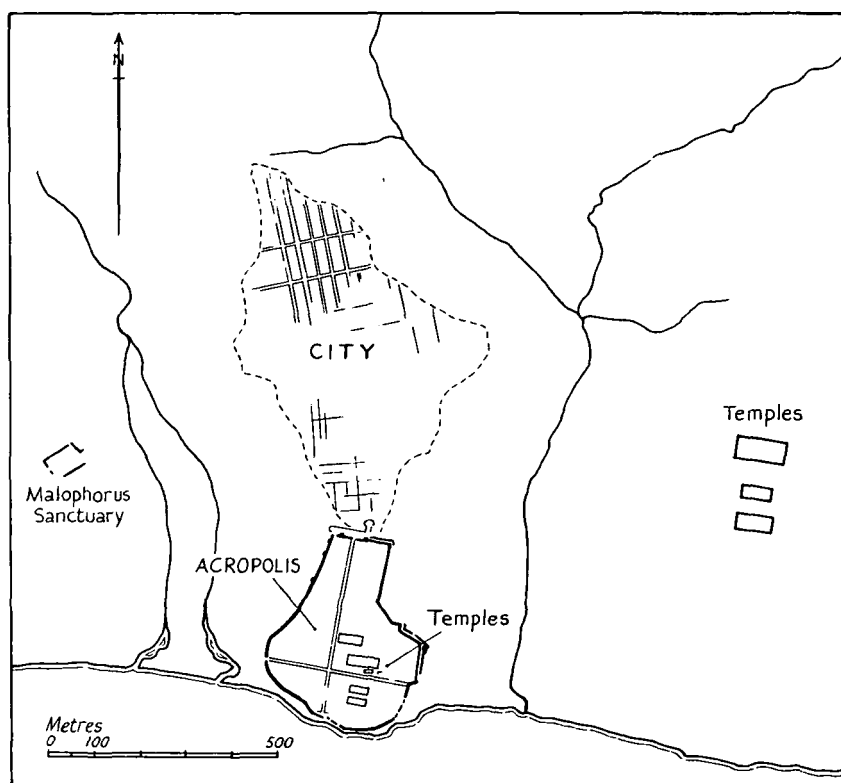 N
CITY
Temples
Malophorus
Sanctuary
ACROPOLIS
Temples
Metres
0 100 500